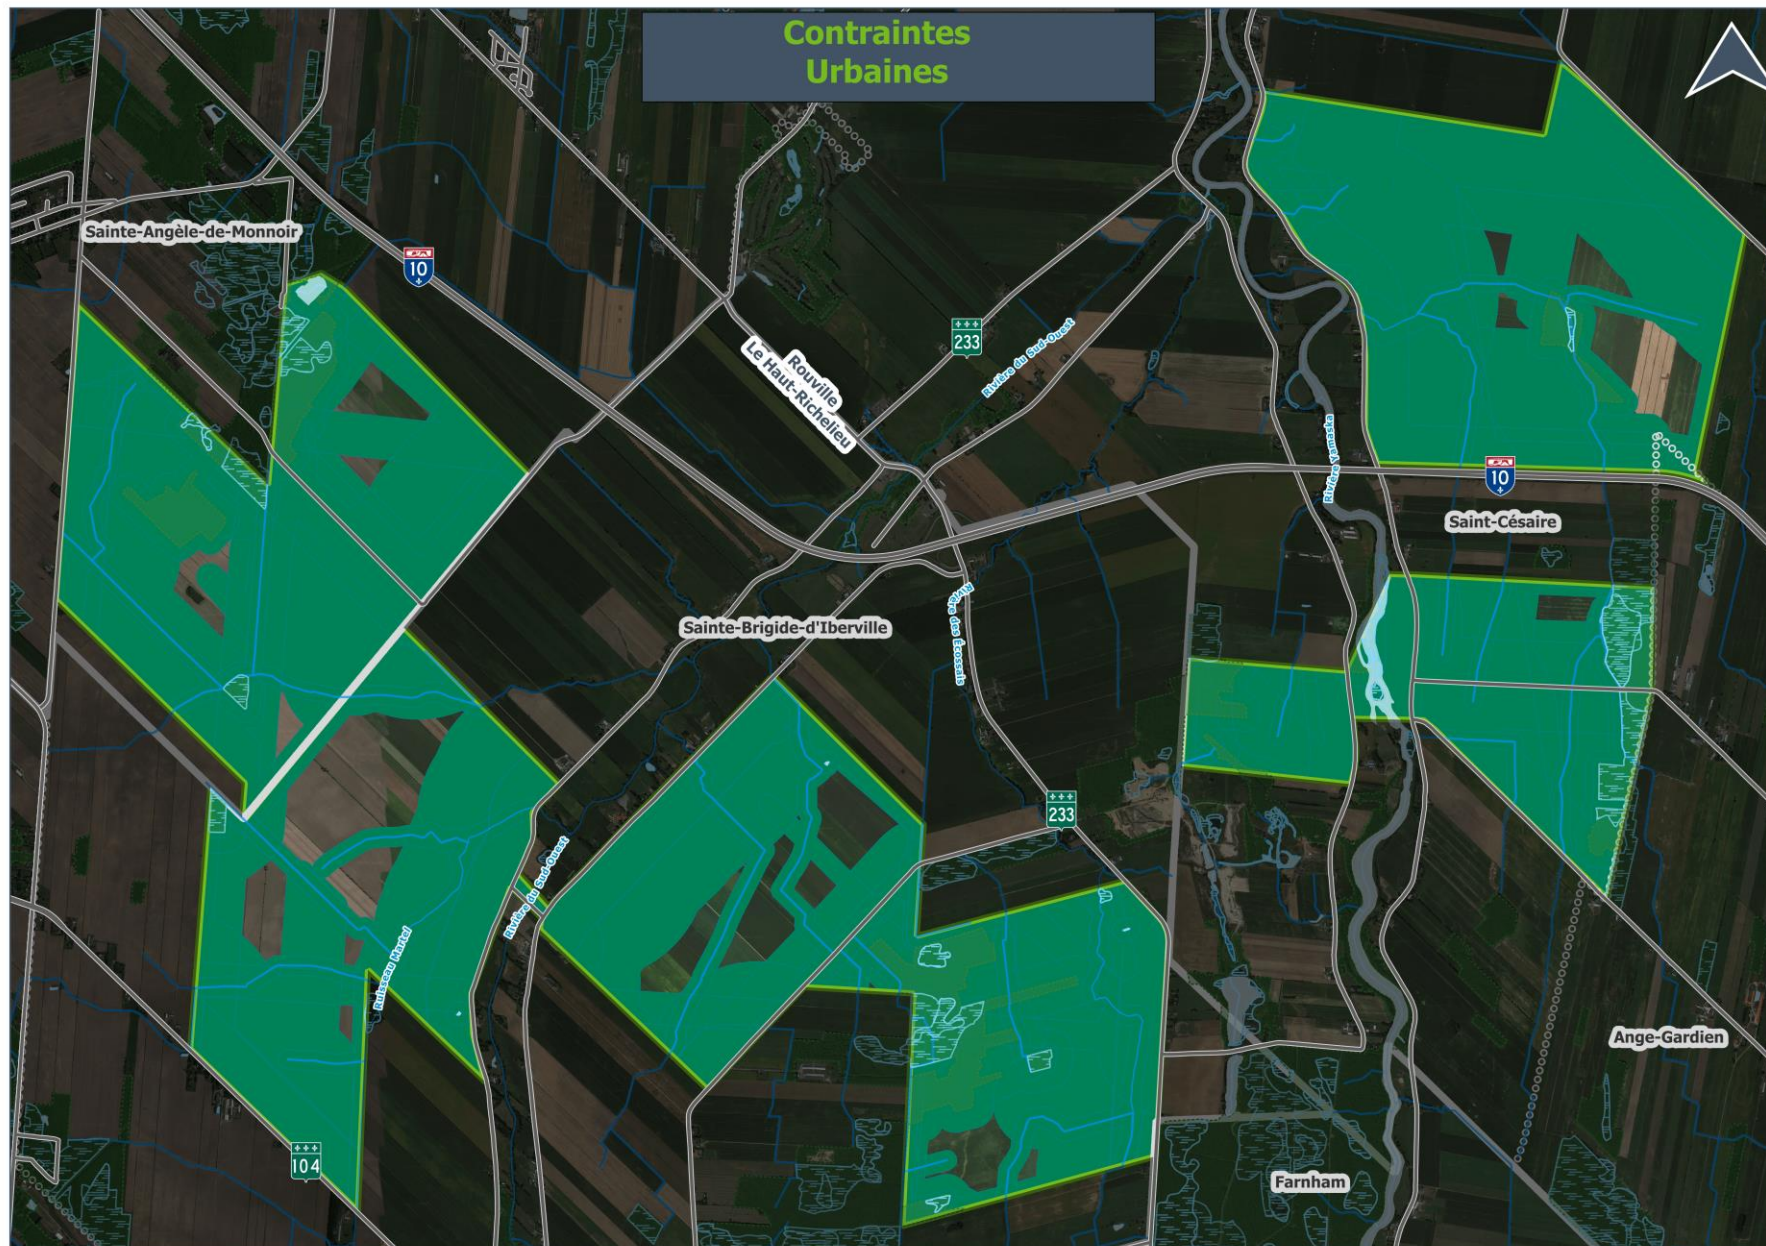 Contraintes
Urbaines
Sainte-Angèle-de-Monnoir
10
233
Rivière du Sud-Ouest
Rouville
Le Haut-Richelieu
Rivière Yamaska
10
Saint-Césaire
Sainte-Brigide-d'Iberville
Rivière des Écossais
233
Rivière du Sud-Ouest
Ruisseau Martel
Ange-Gardien
104
Farnham